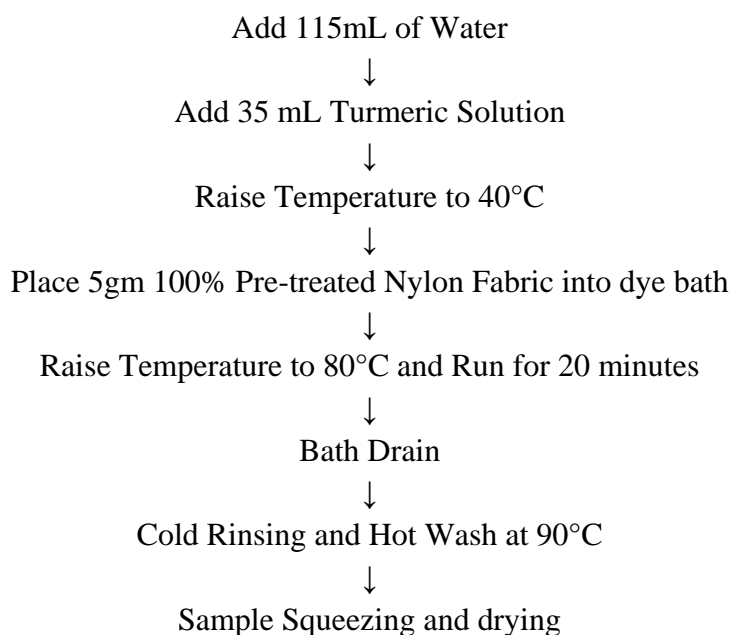 Add 115mL of Water
↓
Add 35 mL Turmeric Solution
↓
Raise Temperature to 40°C
↓
Place 5gm 100% Pre-treated Nylon Fabric into dye bath
↓
Raise Temperature to 80°C and Run for 20 minutes
↓
Bath Drain
↓
Cold Rinsing and Hot Wash at 90°C
↓
Sample Squeezing and drying